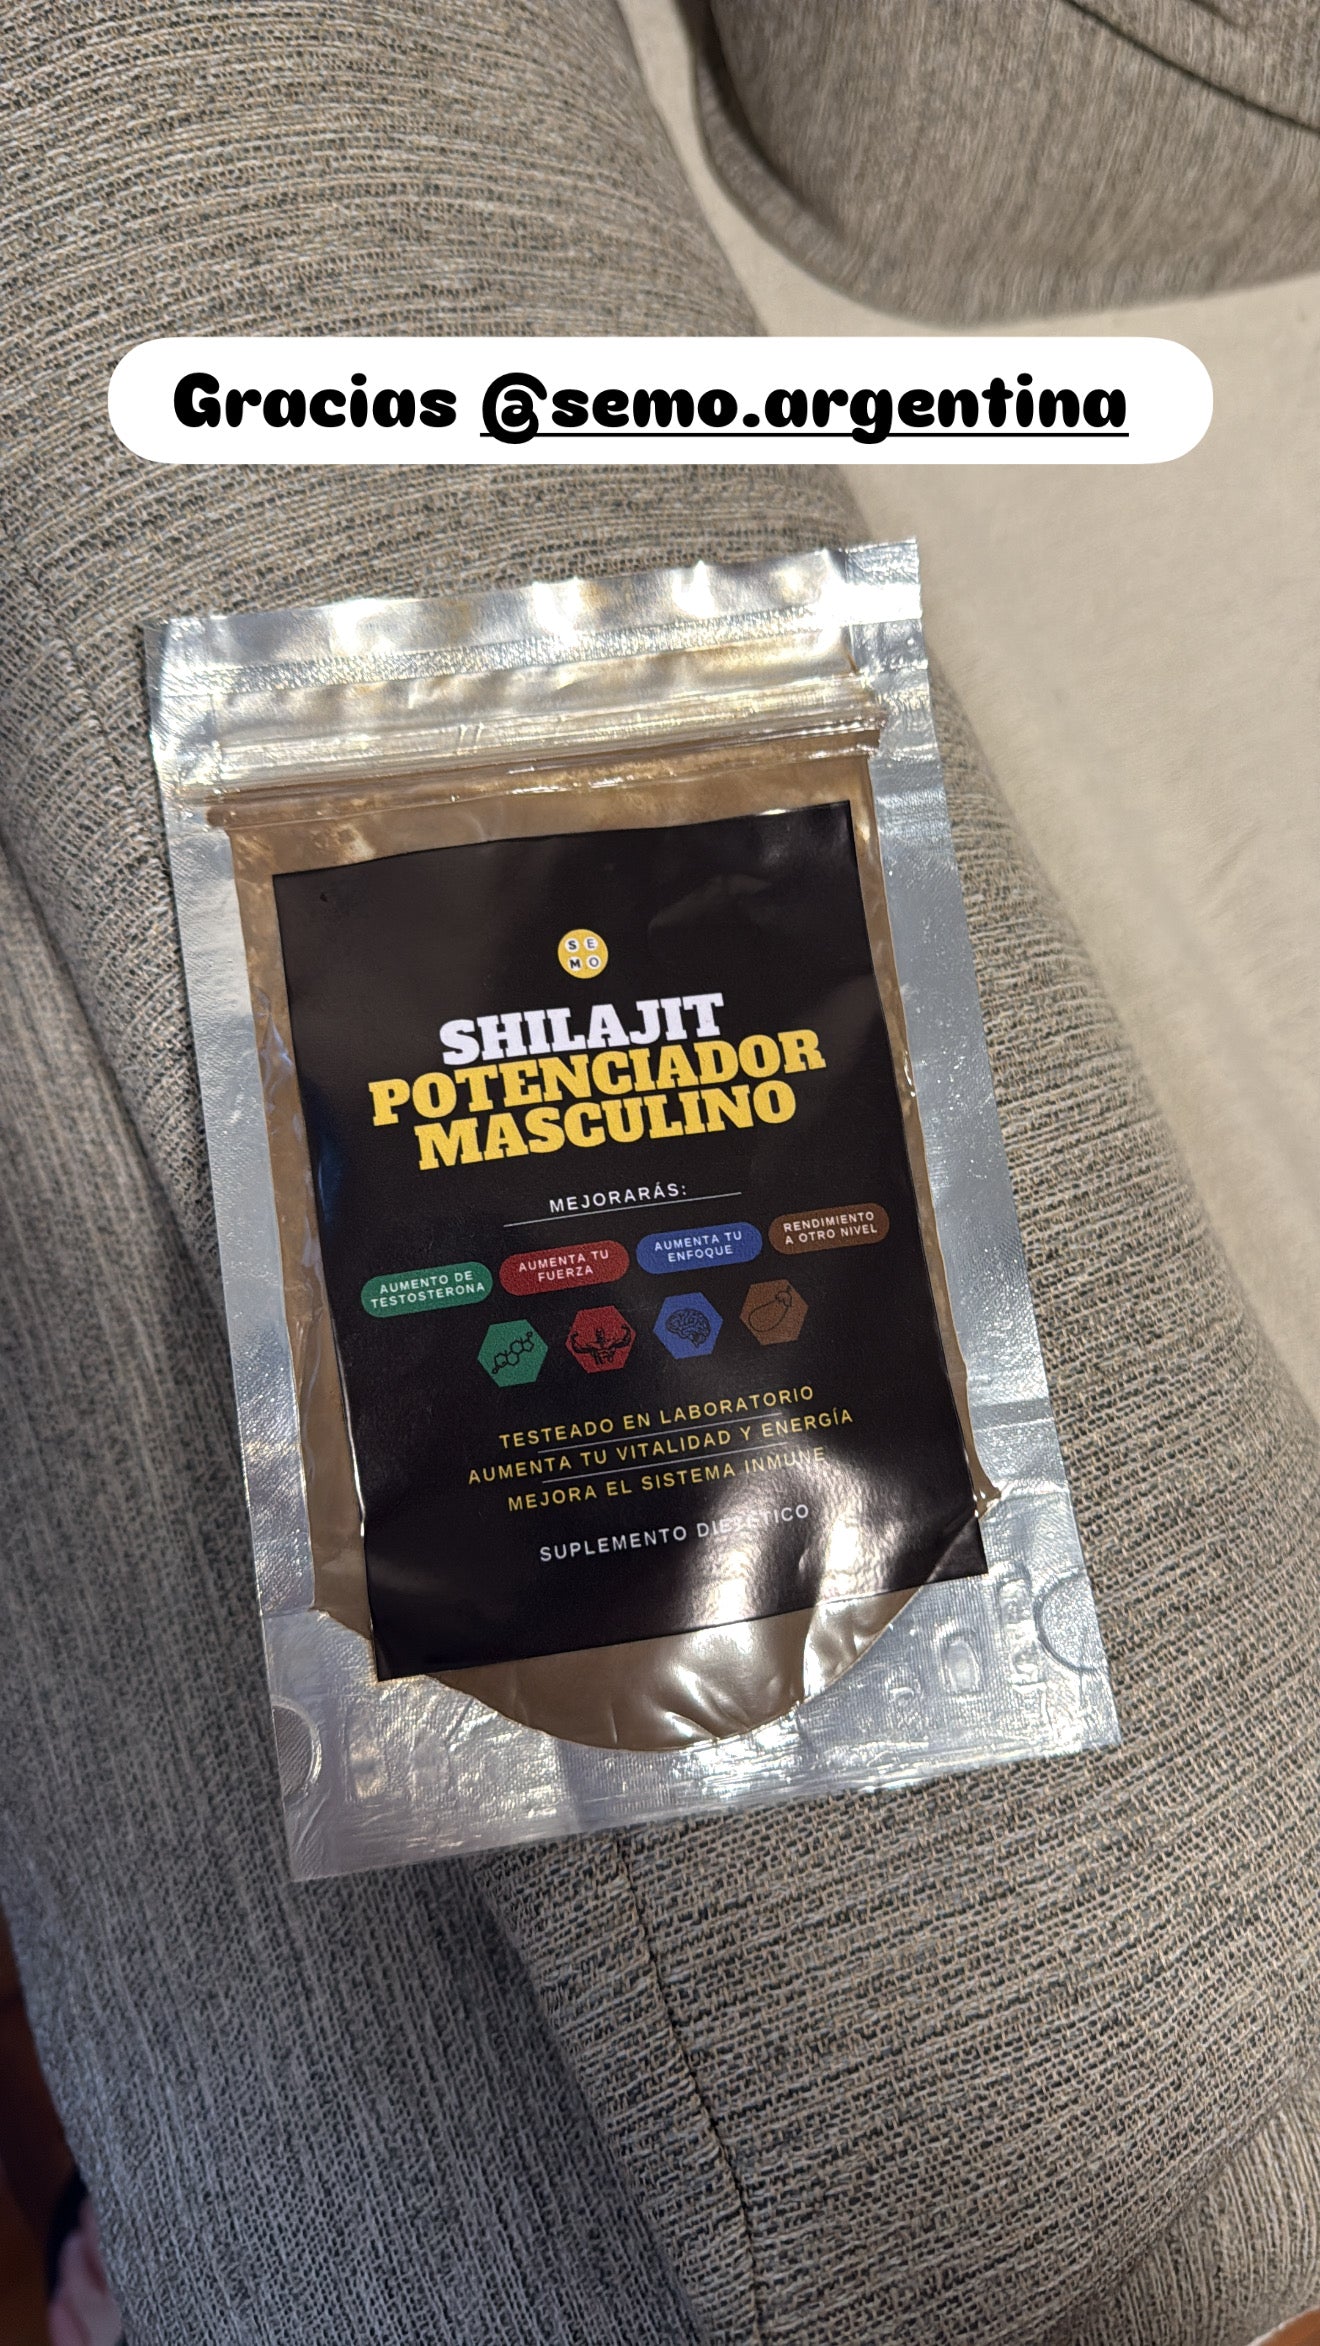 Gracias @semo.argentina
S E
M O
SHILAJIT
POTENCIADOR
MASCULINO
MEJORARÁS:
AUMENTO DE
TESTOSTERONA
AUMENTA TU
FUERZA
AUMENTA TU
ENFOQUE
RENDIMIENTO
A OTRO NIVEL
TESTEADO EN LABORATORIO
AUMENTA TU VITALIDAD Y ENERGÍA
MEJORA EL SISTEMA INMUNE
SUPLEMENTO DIETÉTICO